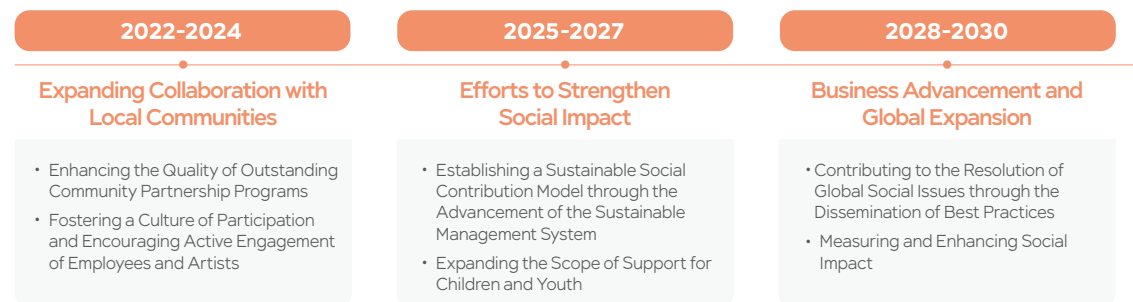 2022-2024
Expanding Collaboration with
Local Communities
• Enhancing the Quality of Outstanding
Community Partnership Programs
• Fostering a Culture of Participation
and Encouraging Active Engagement
of Employees and Artists
2025-2027
Efforts to Strengthen
Social Impact
• Establishing a Sustainable Social
Contribution Model through the
Advancement of the Sustainable
Management System
• Expanding the Scope of Support for
Children and Youth
2028-2030
Business Advancement and
Global Expansion
• Contributing to the Resolution of
Global Social Issues through the
Dissemination of Best Practices
• Measuring and Enhancing Social
Impact